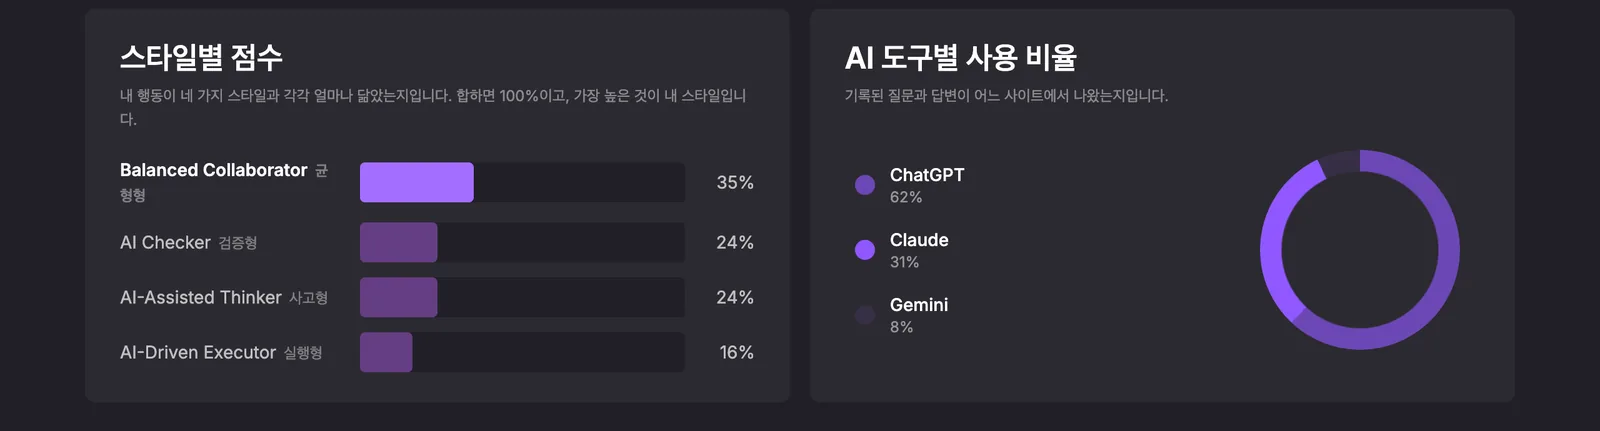 스타일별 점수
내 행동이 네 가지 스타일과 각각 얼마나 닮았는지입니다. 합하면 100%이고, 가장 높은 것이 내 스타일입니
다.
Balanced Collaborator 균
형형
35%
AI Checker 검증형
24%
AI-Assisted Thinker 사고형
24%
AI-Driven Executor 실행형
16%
AI 도구별 사용 비율
기록된 질문과 답변이 어느 사이트에서 나왔는지입니다.
ChatGPT
62%
Claude
31%
Gemini
8%